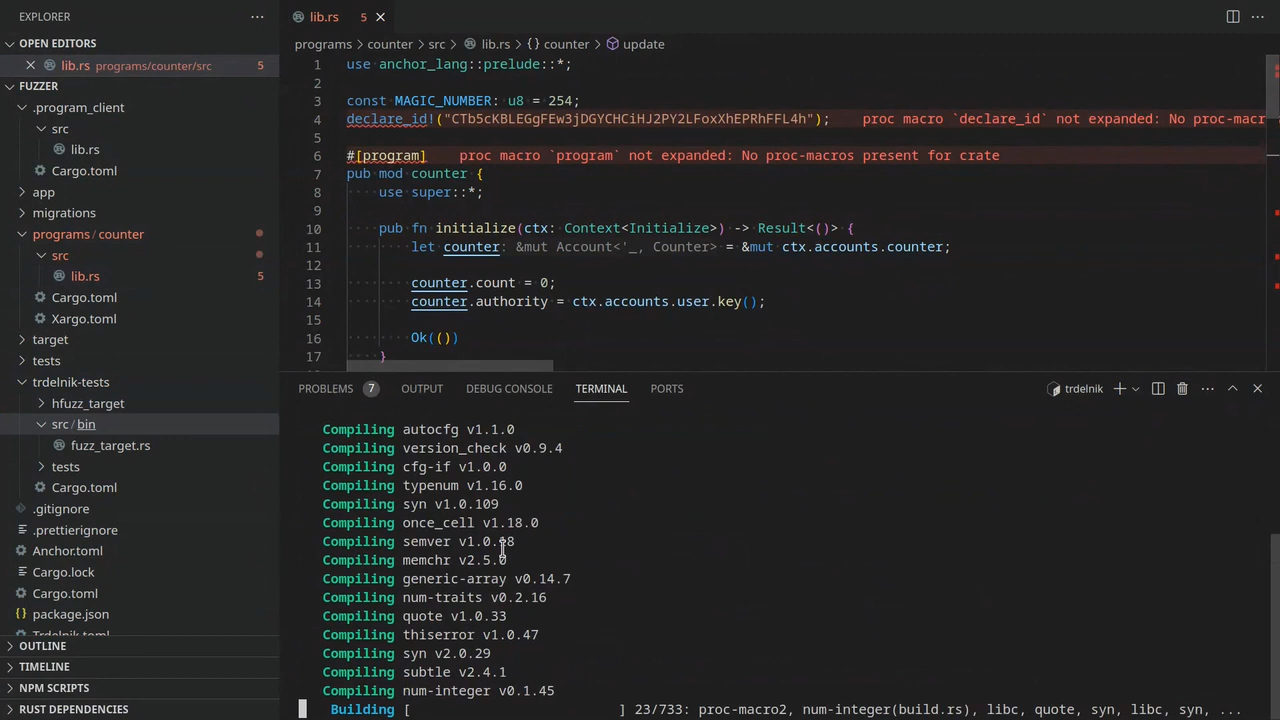 EXPLORER
OPEN EDITORS
lib.rs programs/counter/src 5
FUZZER
.program_client
src
lib.rs
Cargo.toml
app
migrations
programs / counter
src
lib.rs 5
Cargo.toml
Xargo.toml
target
tests
trdelnik-tests
hfuzz_target
src / bin
fuzz_target.rs
tests
Cargo.toml
.gitignore
.prettierignore
Anchor.toml
Cargo.lock
Cargo.toml
package.json
Trdelnik.toml
OUTLINE
TIMELINE
NPM SCRIPTS
RUST DEPENDENCIES
lib.rs 5
programs > counter > src > lib.rs > {} counter > update
1 use anchor_lang::prelude::*;
2
3 const MAGIC_NUMBER: u8 = 254;
4 declare_id!("CTb5cKBLEGgFEw3jDGYCHCiHJ2PY2LFoxXhEPRhFFL4h"); proc macro `declare_id` not expanded: No proc-macr
5
6 #[program] proc macro `program` not expanded: No proc-macros present for crate
7 pub mod counter {
8 use super::*;
9
10 pub fn initialize(ctx: Context<Initialize>) -> Result<()> {
11 let counter: &mut Account<'_, Counter> = &mut ctx.accounts.counter;
12
13 counter.count = 0;
14 counter.authority = ctx.accounts.user.key();
15
16 Ok(())
17 }
PROBLEMS 7 OUTPUT DEBUG CONSOLE TERMINAL PORTS trdelnik
Compiling autocfg v1.1.0
Compiling version_check v0.9.4
Compiling cfg-if v1.0.0
Compiling typenum v1.16.0
Compiling syn v1.0.109
Compiling once_cell v1.18.0
Compiling semver v1.0.18
Compiling memchr v2.5.0
Compiling generic-array v0.14.7
Compiling num-traits v0.2.16
Compiling quote v1.0.33
Compiling thiserror v1.0.47
Compiling syn v2.0.29
Compiling subtle v2.4.1
Compiling num-integer v0.1.45
Building [ ] 23/733: proc-macro2, num-integer(build.rs), libc, quote, syn, libc, syn, ...